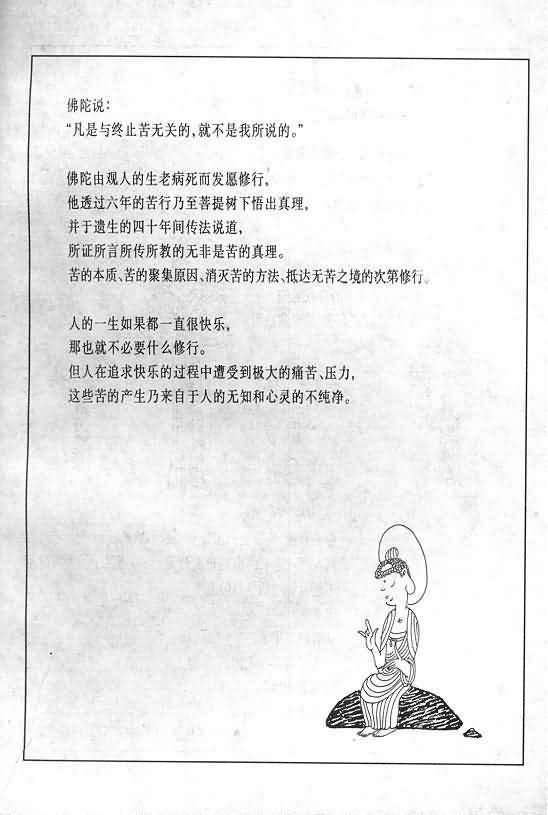 佛陀说：
“凡是与终止苦无关的，就不是我所说的。”
佛陀由观人的生老病死而发愿修行，
他透过六年的苦行乃至菩提树下悟出真理，
并于遗生的四十年间传法说道，
所证所言所传所教的无非是苦的真理。
苦的本质、苦的聚集原因、消灭苦的方法、抵达无苦之境的次第修行。
人的一生如果都一直很快乐，
那也就不必要什么修行。
但人在追求快乐的过程中遭受到极大的痛苦、压力，
这些苦的产生乃来自于人的无知和心灵的不纯净。